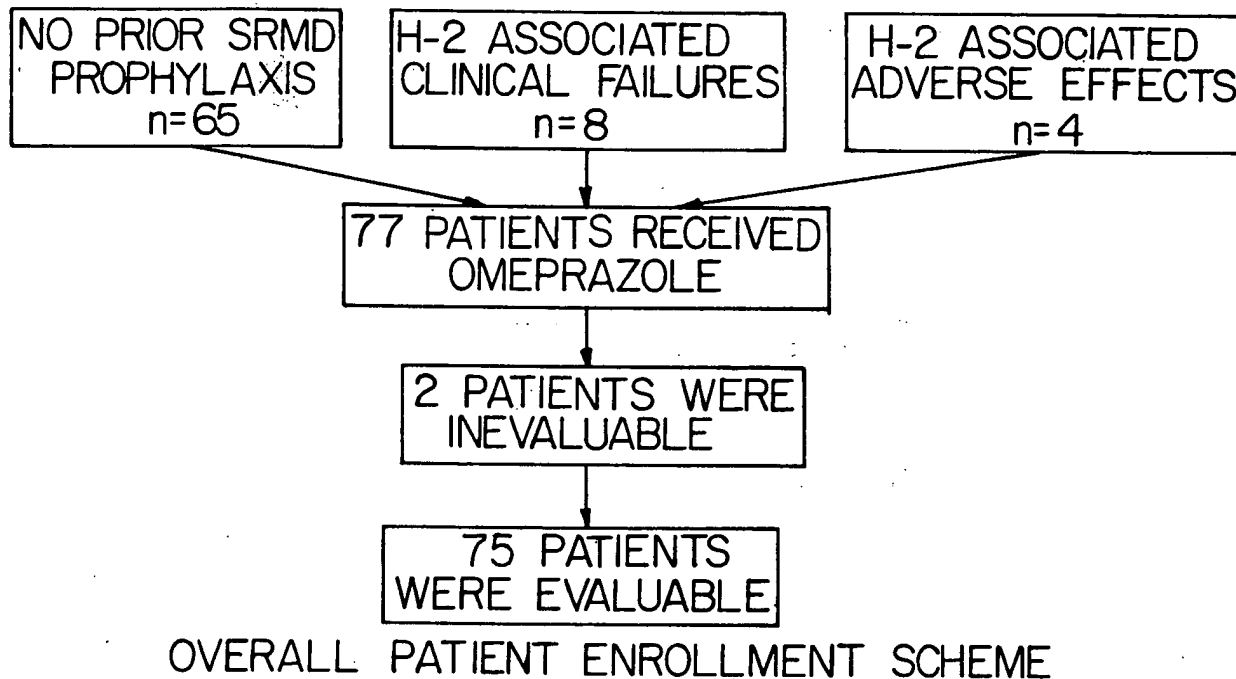 NO PRIOR SRMD
PROPHYLAXIS
n=65
H-2 ASSOCIATED
CLINICAL FAILURES
n=8
H-2 ASSOCIATED
ADVERSE EFFECTS
n=4
77 PATIENTS RECEIVED
OMEPRAZOLE
2 PATIENTS WERE
INEVALUABLE
75 PATIENTS
WERE EVALUABLE
OVERALL PATIENT ENROLLMENT SCHEME